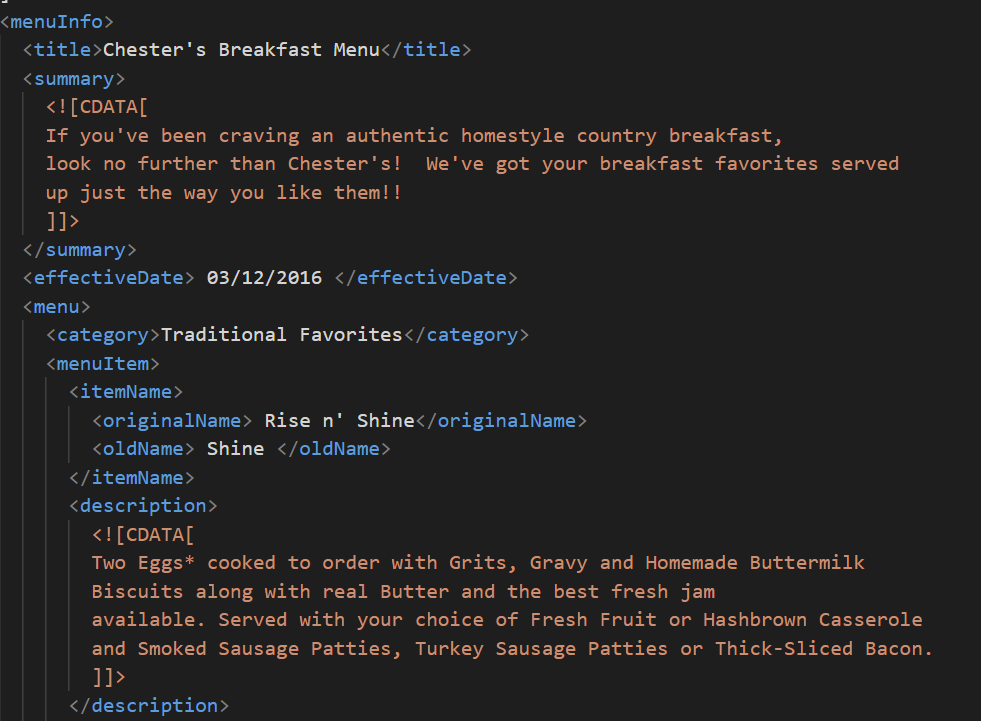 <menuInfo>
<title>Chester's Breakfast Menu</title>
<summary>
<![CDATA[
If you've been craving an authentic homestyle country breakfast,
look no further than Chester's!  We've got your breakfast favorites served
up just the way you like them!!
]]>
</summary>
<effectiveDate> 03/12/2016 </effectiveDate>
<menu>
<category>Traditional Favorites</category>
<menuItem>
<itemName>
<originalName> Rise n' Shine</originalName>
<oldName> Shine </oldName>
</itemName>
<description>
<![CDATA[
Two Eggs* cooked to order with Grits, Gravy and Homemade Buttermilk
Biscuits along with real Butter and the best fresh jam
available. Served with your choice of Fresh Fruit or Hashbrown Casserole
and Smoked Sausage Patties, Turkey Sausage Patties or Thick-Sliced Bacon.
]]>
</description>